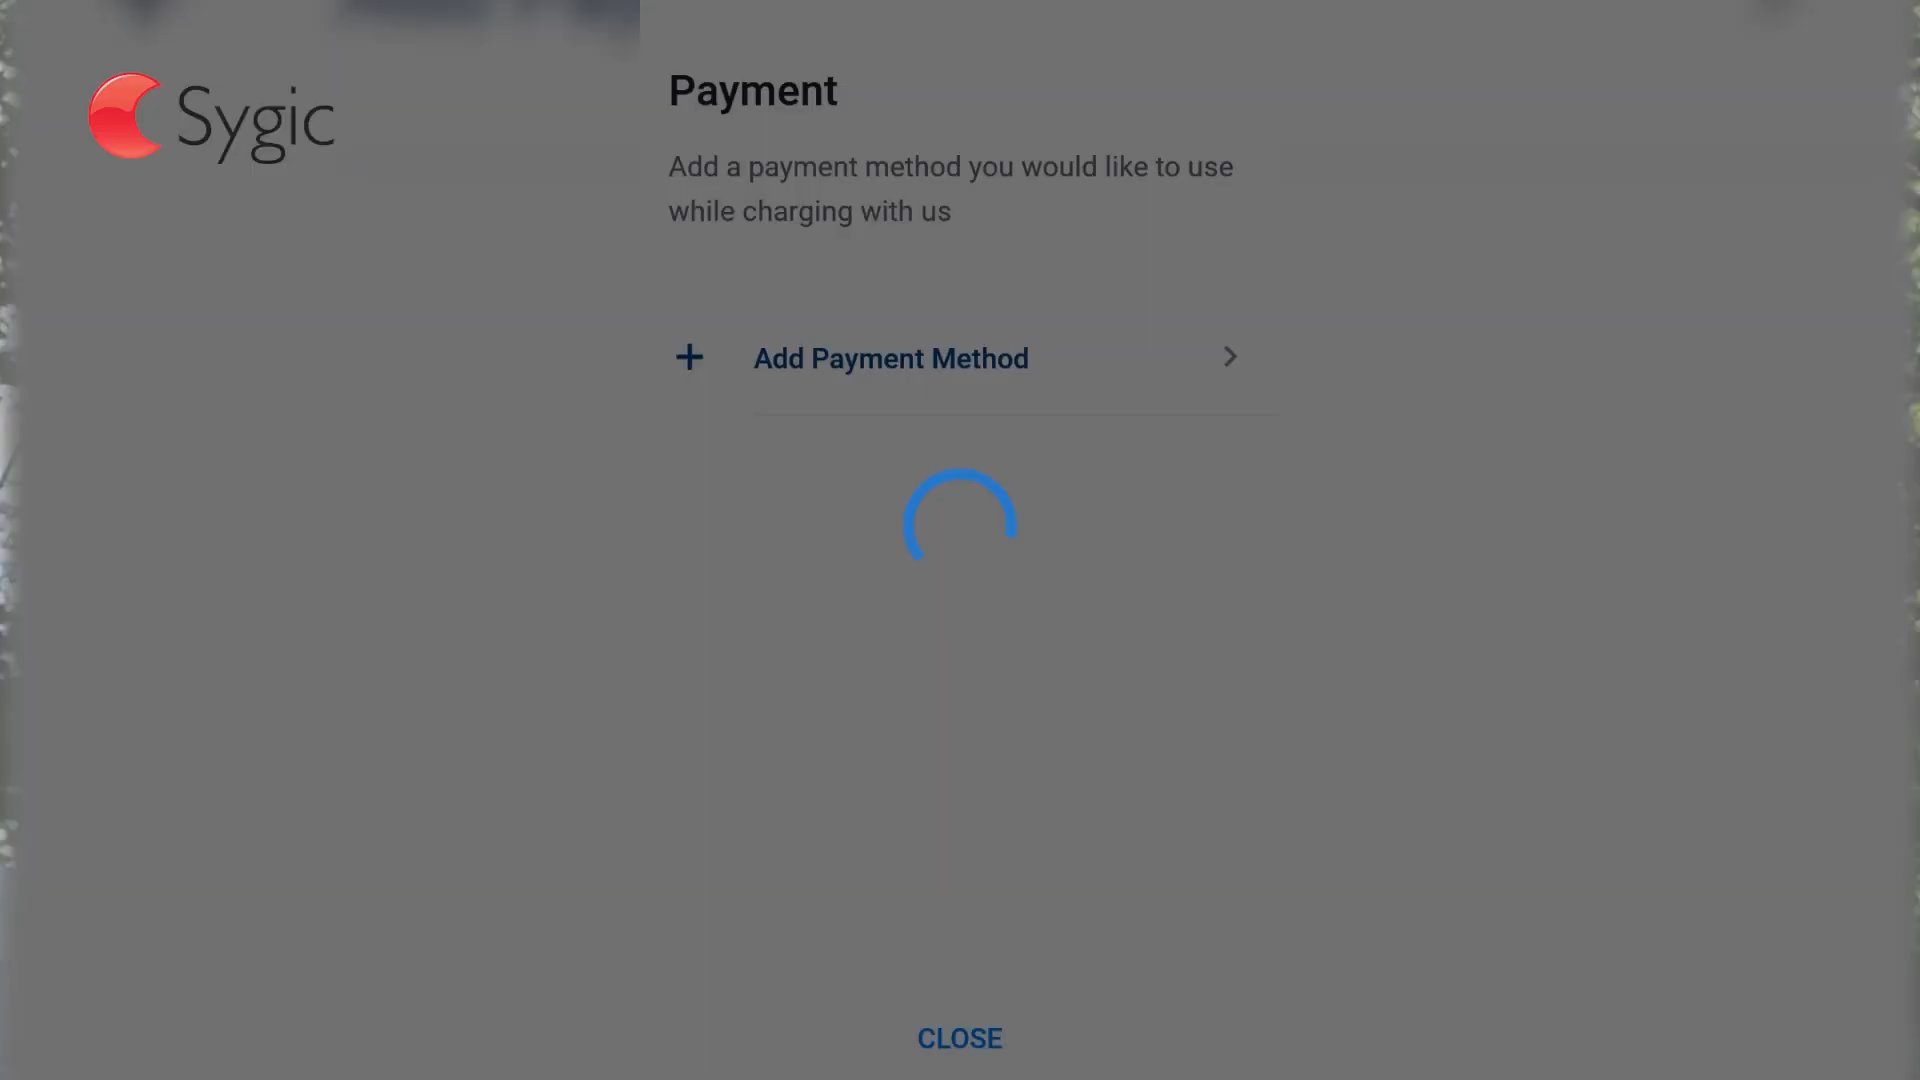 Sygic
Payment
Add a payment method you would like to use
while charging with us
Add Payment Method
CLOSE